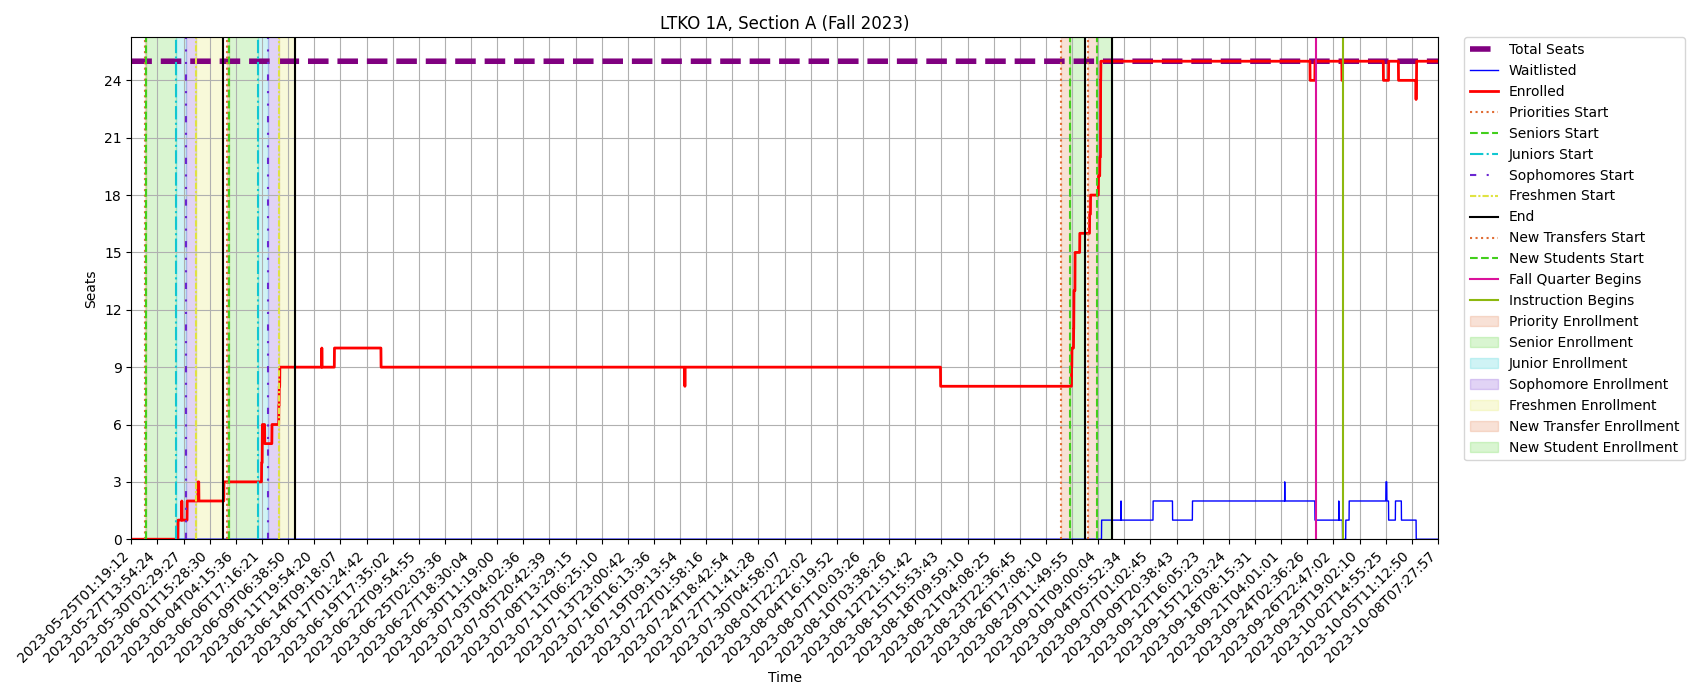 LTKO 1A, Section A (Fall 2023)
Seats
24
21
18
15
12
9
6
3
0
2023-05-25T01:19:12
2023-05-27T13:54:24
2023-05-30T02:29:27
2023-06-01T15:28:30
2023-06-04T04:15:36
2023-06-06T17:16:21
2023-06-09T06:38:50
2023-06-11T19:54:20
2023-06-14T09:18:07
2023-06-17T01:24:42
2023-06-19T17:35:02
2023-06-22T09:54:55
2023-06-25T02:03:36
2023-06-27T18:30:04
2023-06-30T11:19:00
2023-07-03T04:02:36
2023-07-05T20:42:39
2023-07-08T13:29:15
2023-07-11T06:25:10
2023-07-13T23:00:42
2023-07-16T16:13:36
2023-07-19T09:13:54
2023-07-22T01:58:16
2023-07-24T18:42:54
2023-07-27T11:41:28
2023-07-30T04:58:07
2023-08-01T22:22:02
2023-08-04T16:19:52
2023-08-07T10:03:26
2023-08-10T03:38:26
2023-08-12T21:51:42
2023-08-15T15:53:43
2023-08-18T09:59:10
2023-08-21T04:08:25
2023-08-23T22:36:45
2023-08-26T17:08:10
2023-08-29T11:49:55
2023-09-01T09:00:04
2023-09-04T05:52:34
2023-09-07T01:02:45
2023-09-09T20:38:43
2023-09-12T16:05:23
2023-09-15T12:03:24
2023-09-18T08:15:31
2023-09-21T04:01:01
2023-09-24T02:36:26
2023-09-26T22:47:02
2023-09-29T19:02:10
2023-10-02T14:55:25
2023-10-05T11:12:50
2023-10-08T07:27:57
Time
Total Seats
Waitlisted
Enrolled
Priorities Start
Seniors Start
Juniors Start
Sophomores Start
Freshmen Start
End
New Transfers Start
New Students Start
Fall Quarter Begins
Instruction Begins
Priority Enrollment
Senior Enrollment
Junior Enrollment
Sophomore Enrollment
Freshmen Enrollment
New Transfer Enrollment
New Student Enrollment